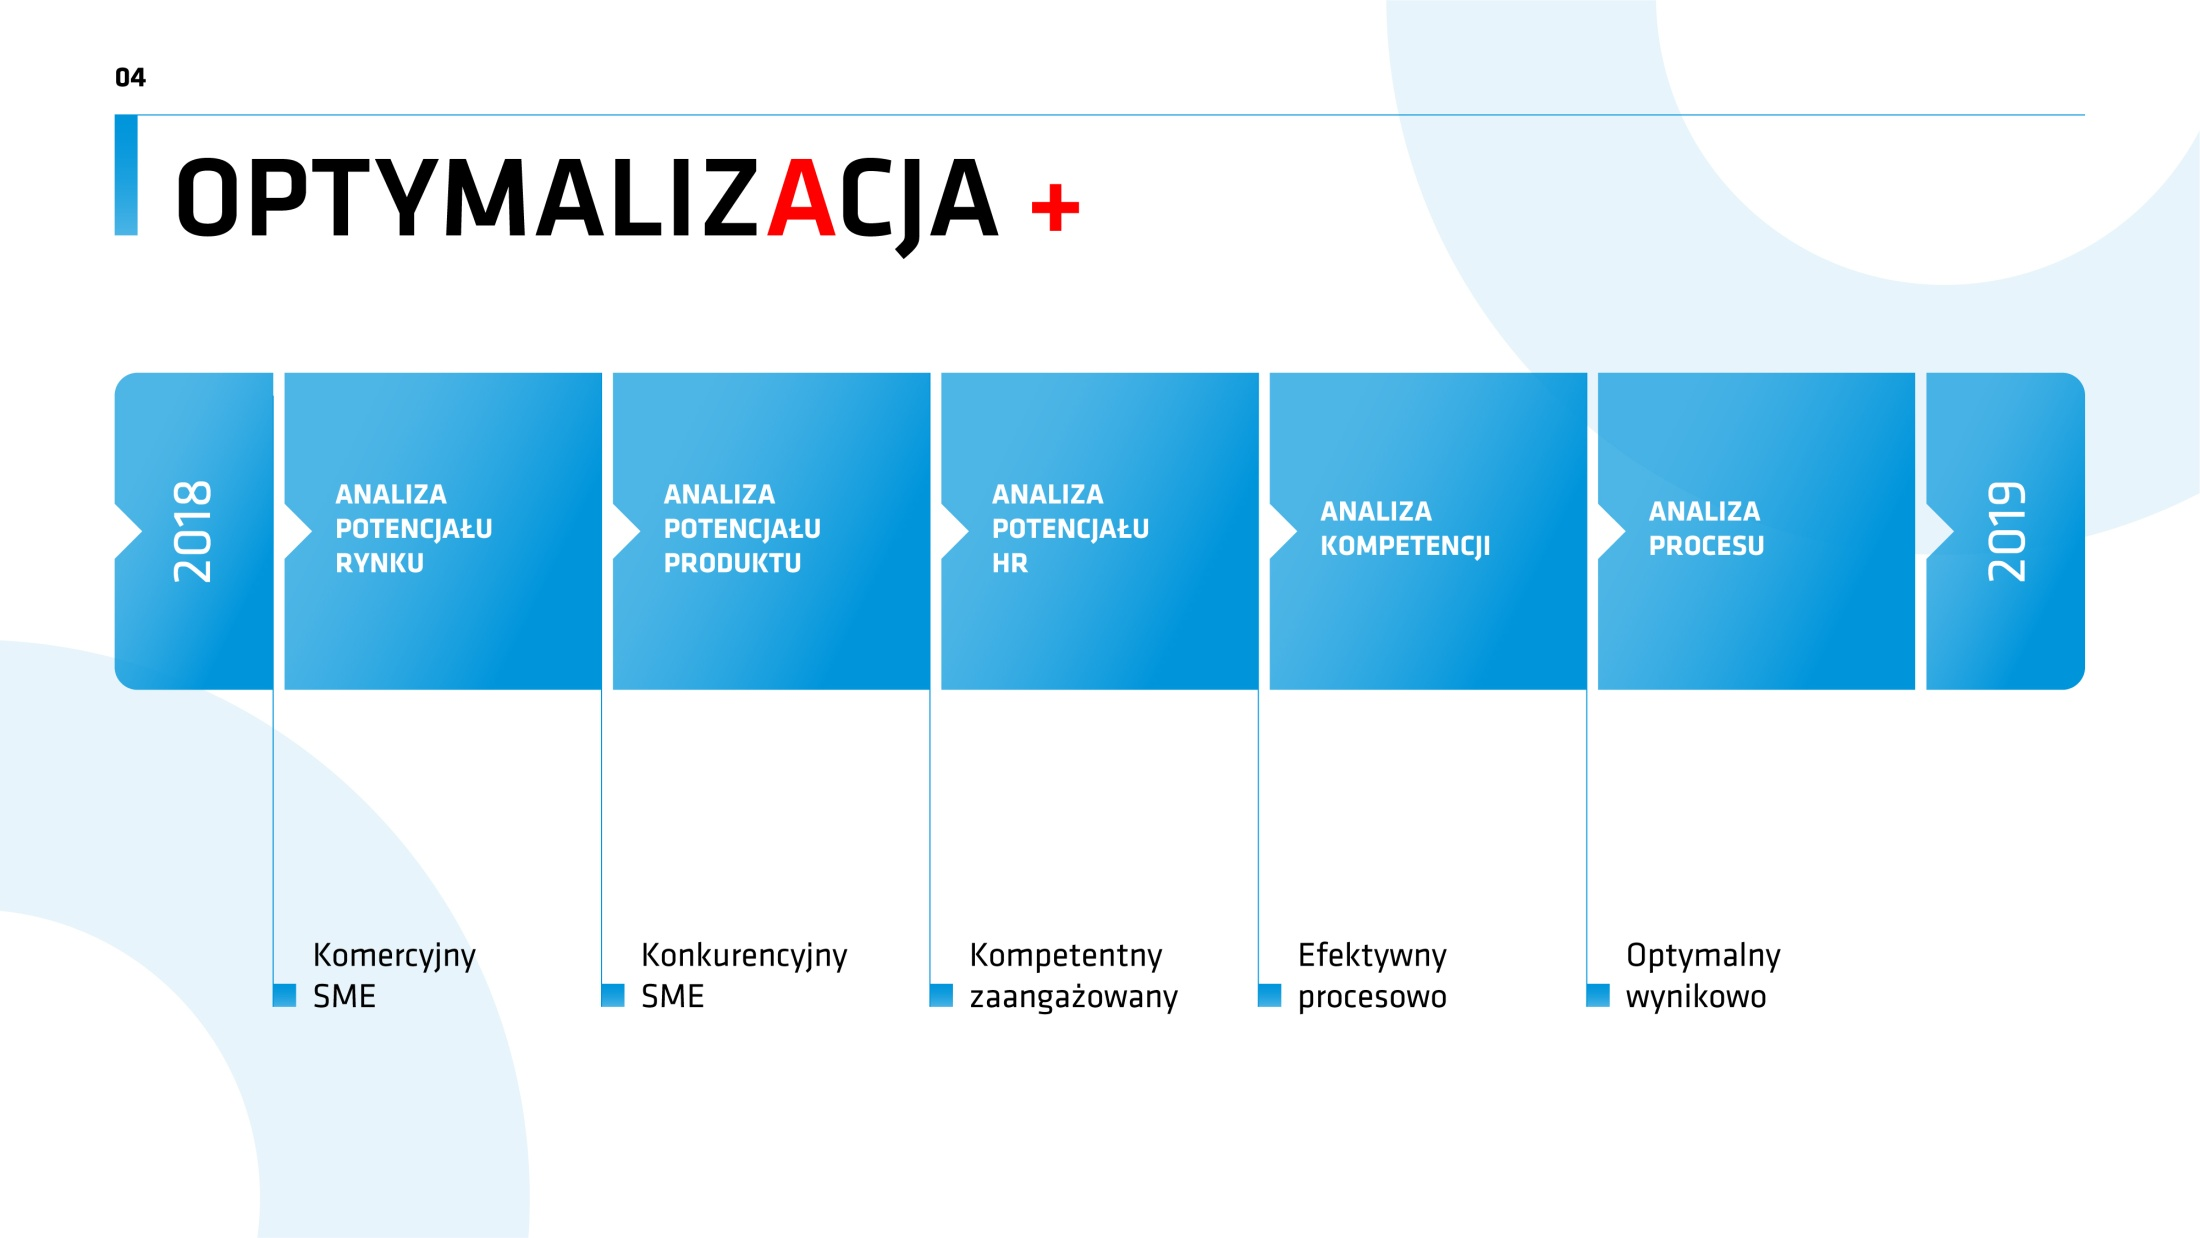 04
OPTYMALIZACJA +
2018
ANALIZA
POTENCJAŁU
RYNKU
ANALIZA
POTENCJAŁU
PRODUKTU
ANALIZA
POTENCJAŁU
HR
ANALIZA
KOMPETENCJI
ANALIZA
PROCESU
2019
Komercyjny
SME
Konkurencyjny
SME
Kompetentny
zaangażowany
Efektywny
procesowo
Optymalny
wynikowo